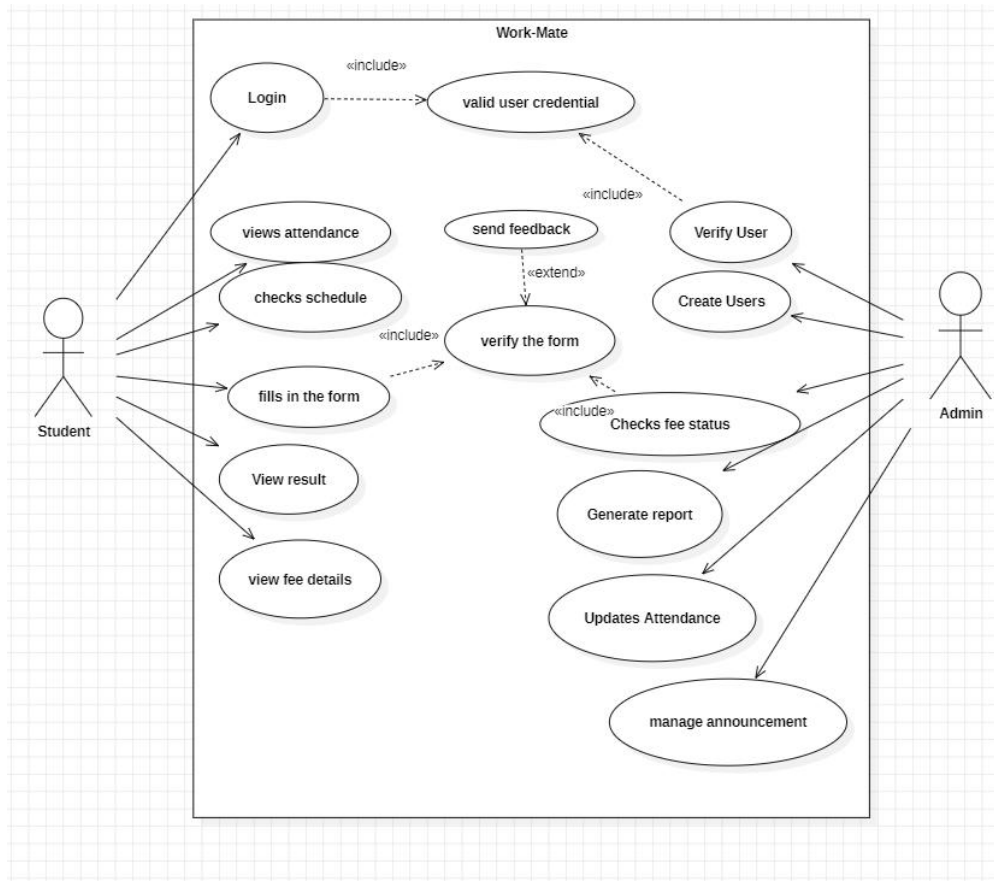 Work-Mate
«include»
Login
valid user credential
«include»
views attendance
send feedback
Verify User
«extend»
checks schedule
Create Users
«include»
verify the form
fills in the form
«include»
Checks fee status
Student
Admin
View result
Generate report
view fee details
Updates Attendance
manage announcement